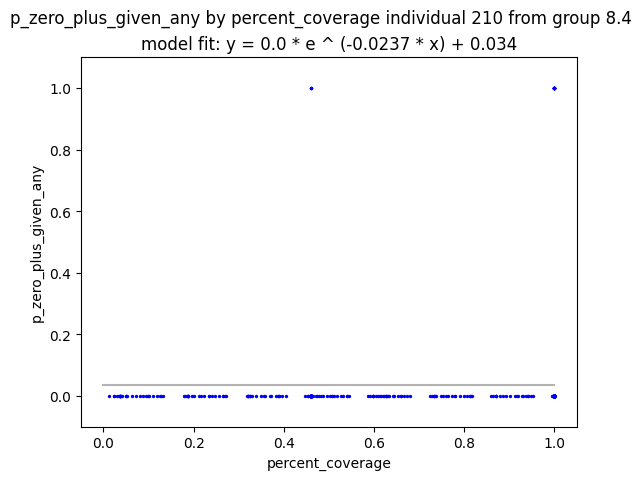 p_zero_plus_given_any by percent_coverage individual 210 from group 8.4
model fit: y = 0.0 * e ^ (-0.0237 * x) + 0.034
1.0
0.8
0.6
0.4
0.2
0.0
p_zero_plus_given_any
0.0 0.2 0.4 0.6 0.8 1.0
percent_coverage